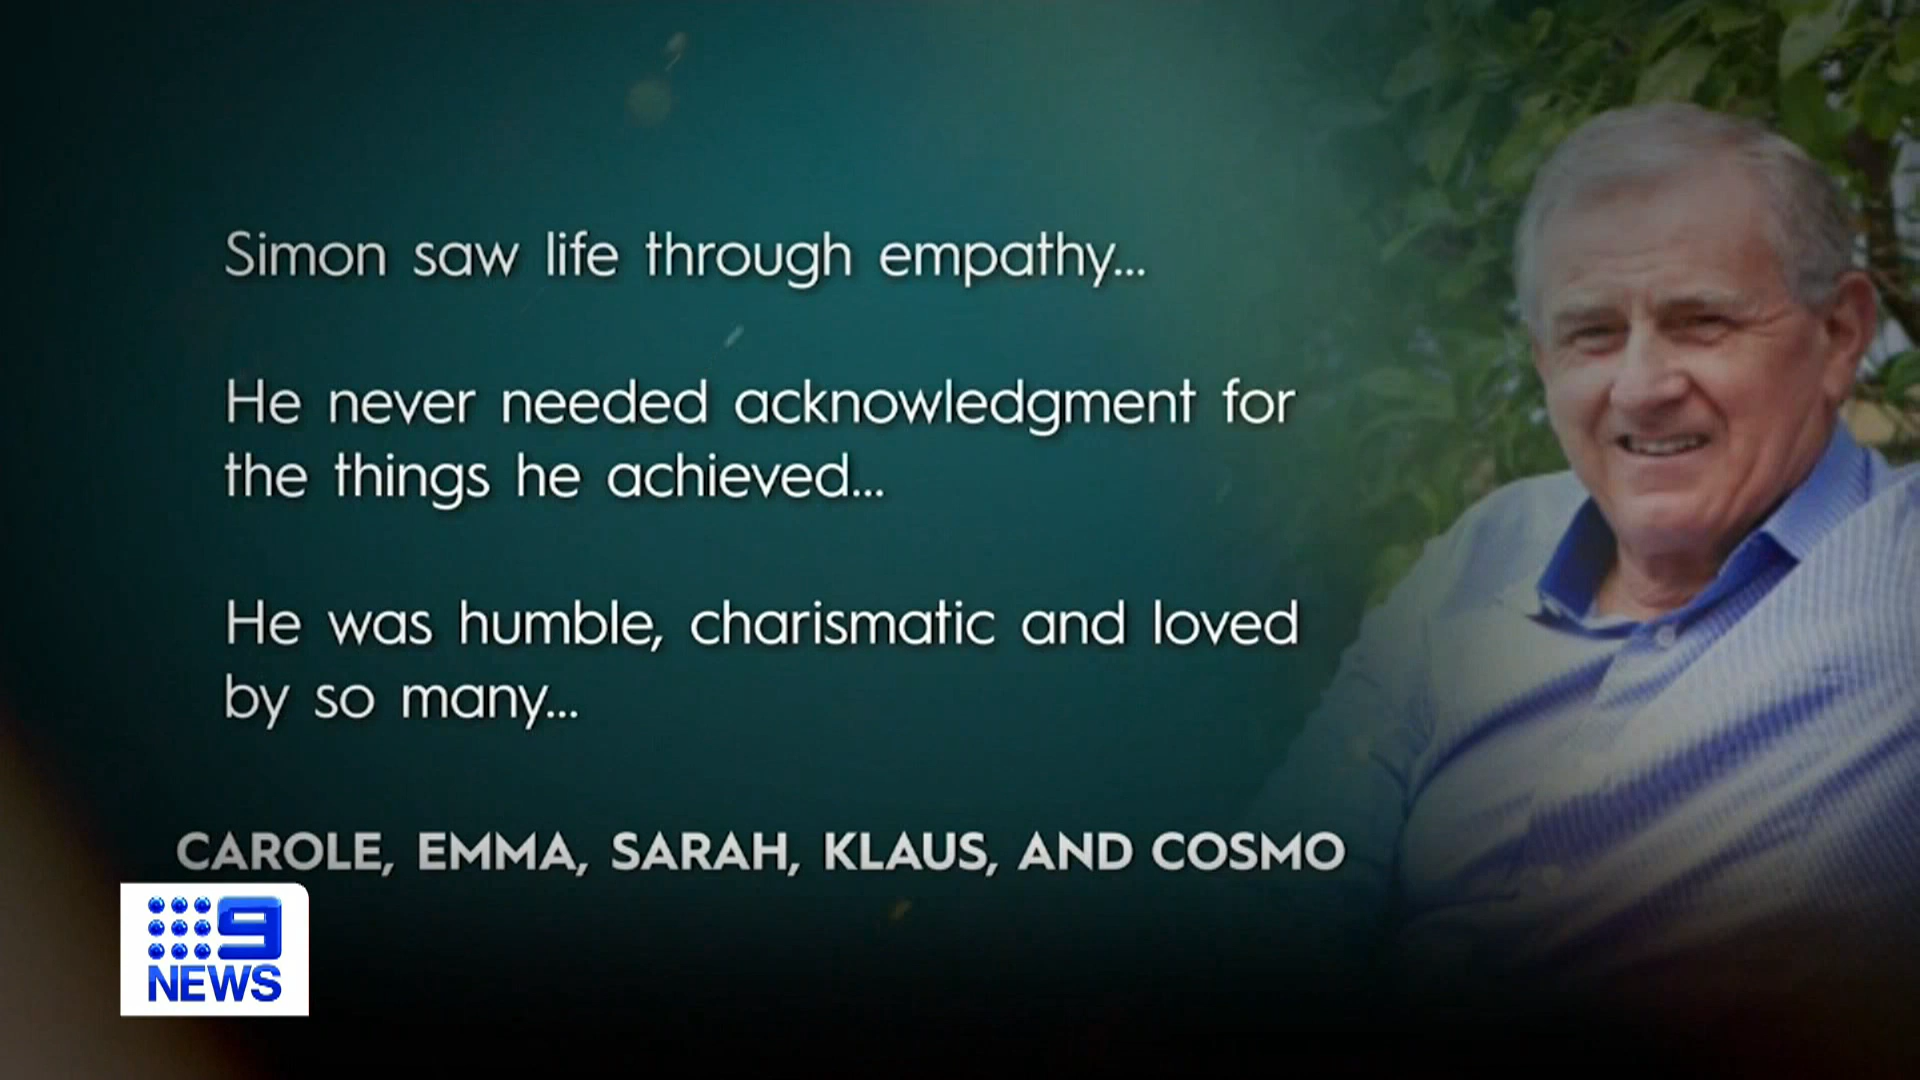 Simon saw life through empathy...
He never needed acknowledgment for
the things he achieved...
He was humble, charismatic and loved
by so many...
CAROLE, EMMA, SARAH, KLAUS, AND COSMO
9
NEWS